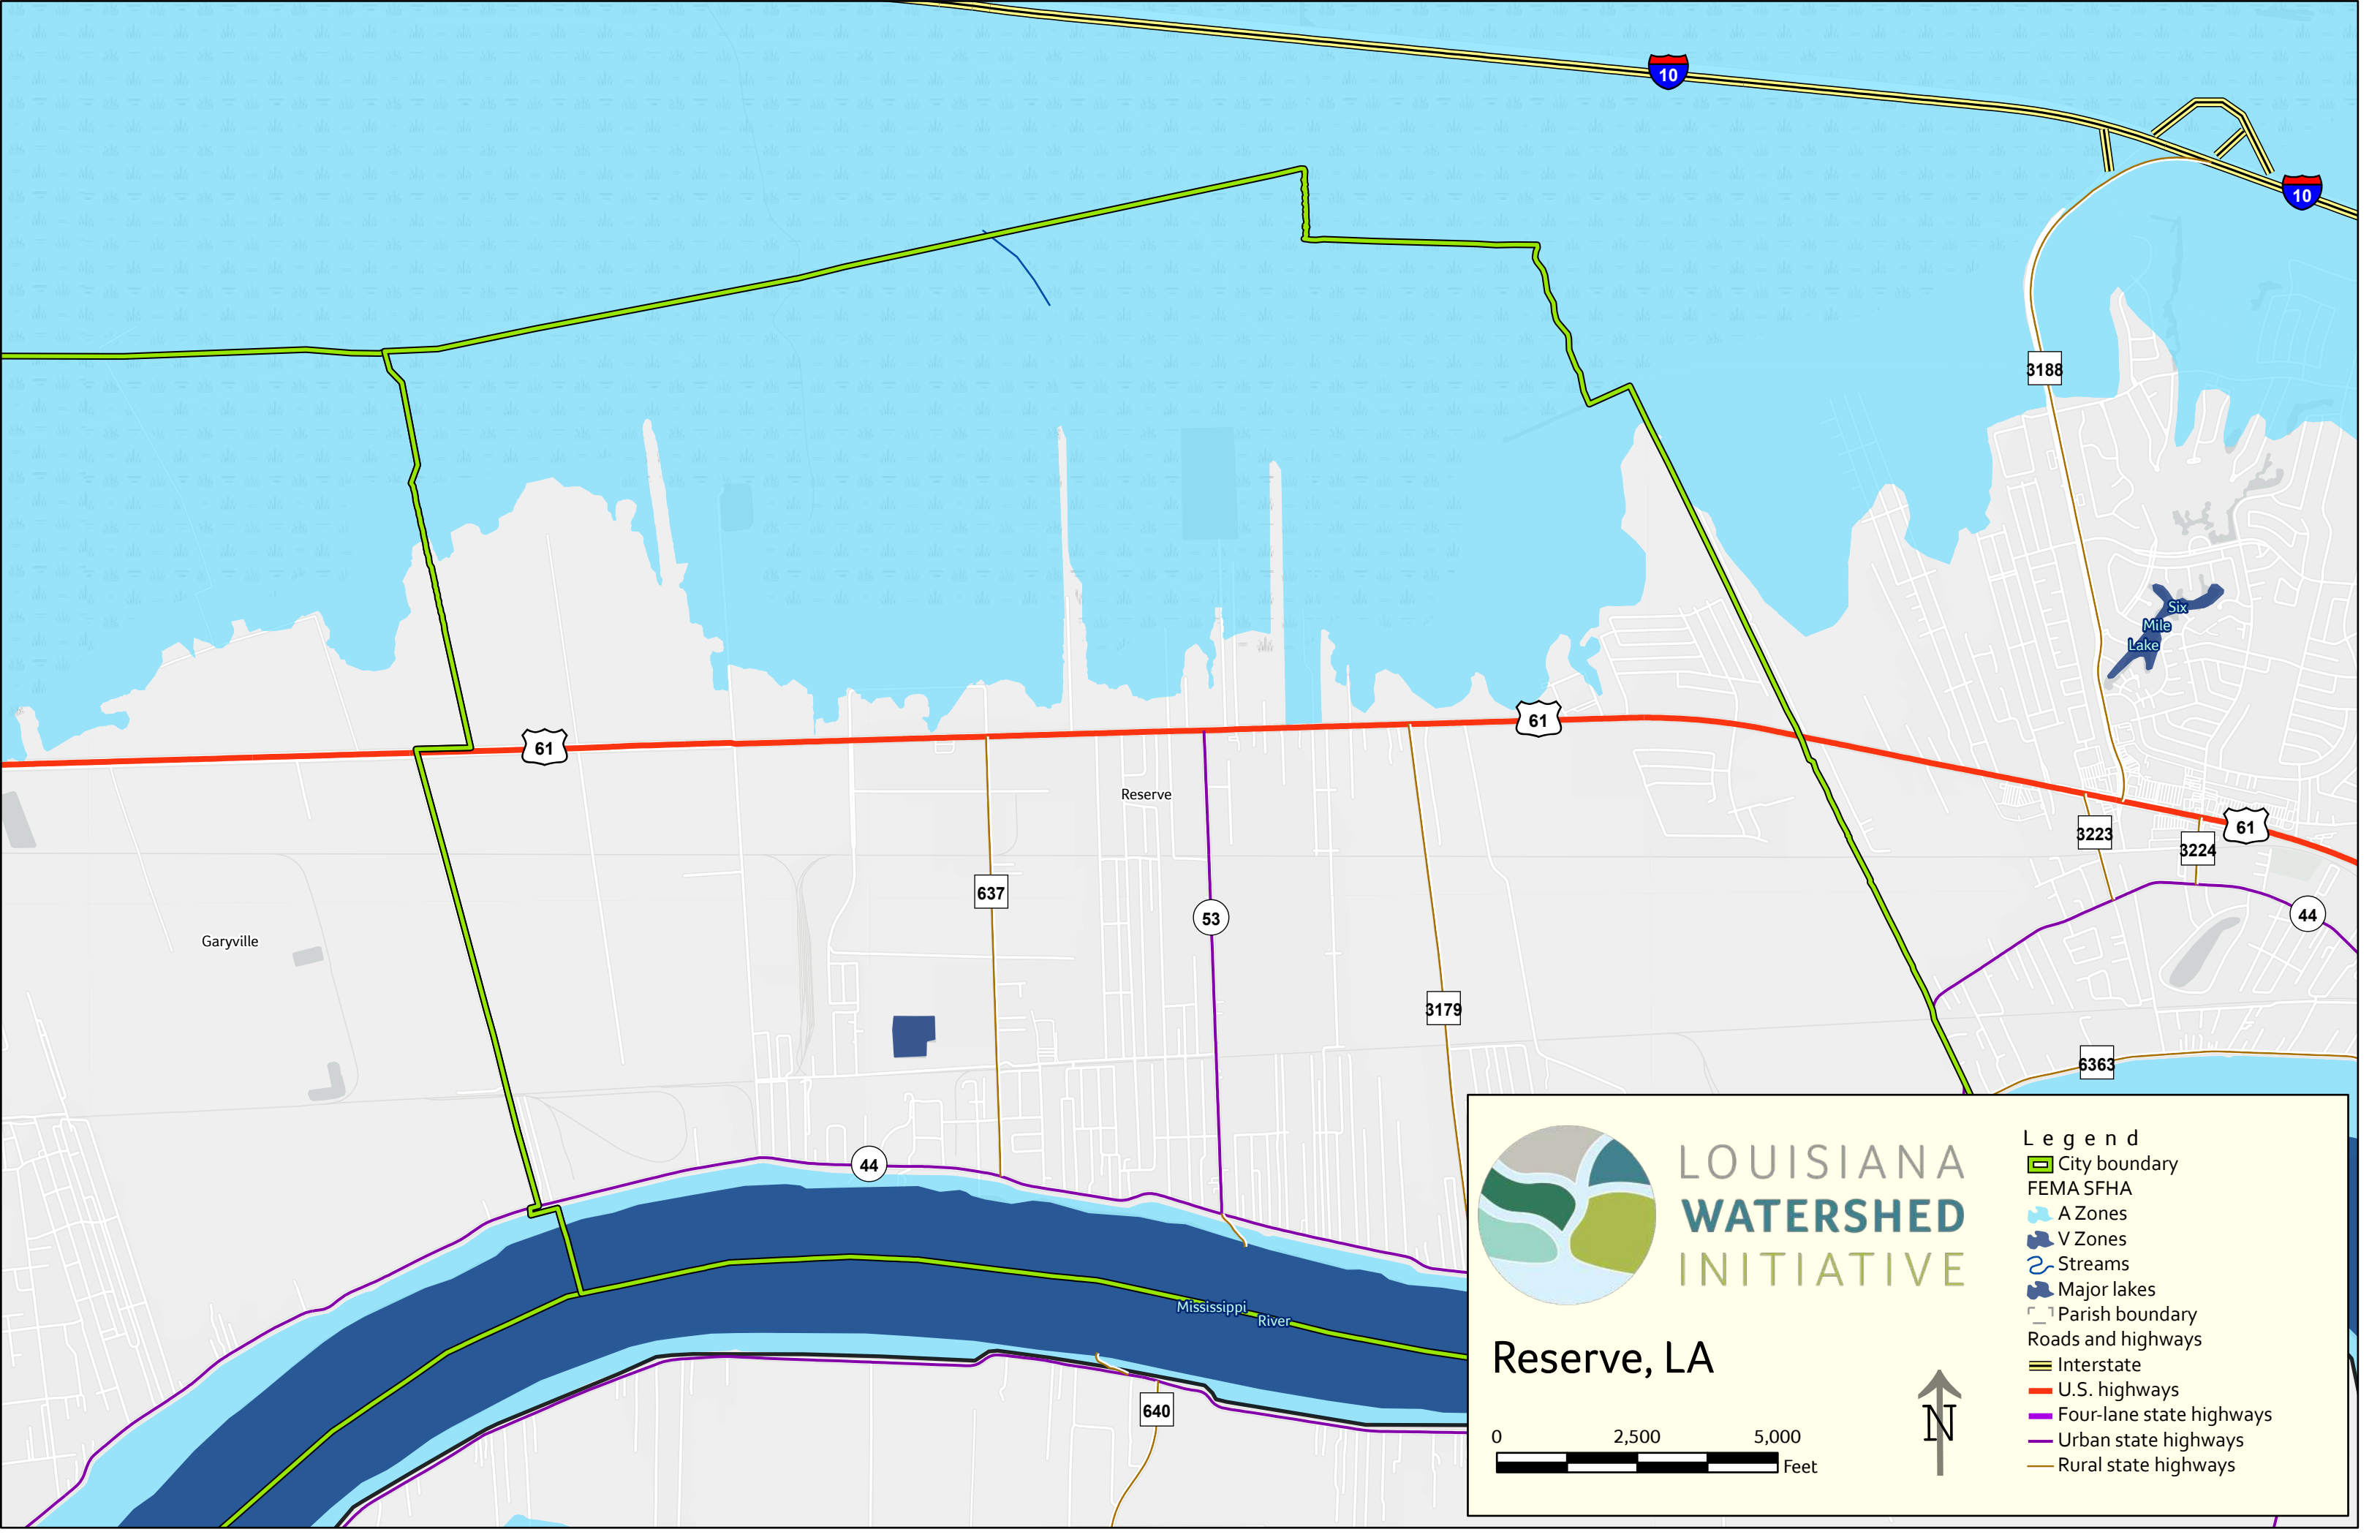 10
10
3188
Six
Mile
Lake
61
61
Reserve
61
3223
3224
637
53
44
Garyville
3179
6363
44
Mississippi
River
640
LOUISIANA
WATERSHED
INITIATIVE
Reserve, LA
0 2,500 5,000
Feet
N
Legend
City boundary
FEMA SFHA
A Zones
V Zones
Streams
Major lakes
Parish boundary
Roads and highways
Interstate
U.S. highways
Four-lane state highways
Urban state highways
Rural state highways